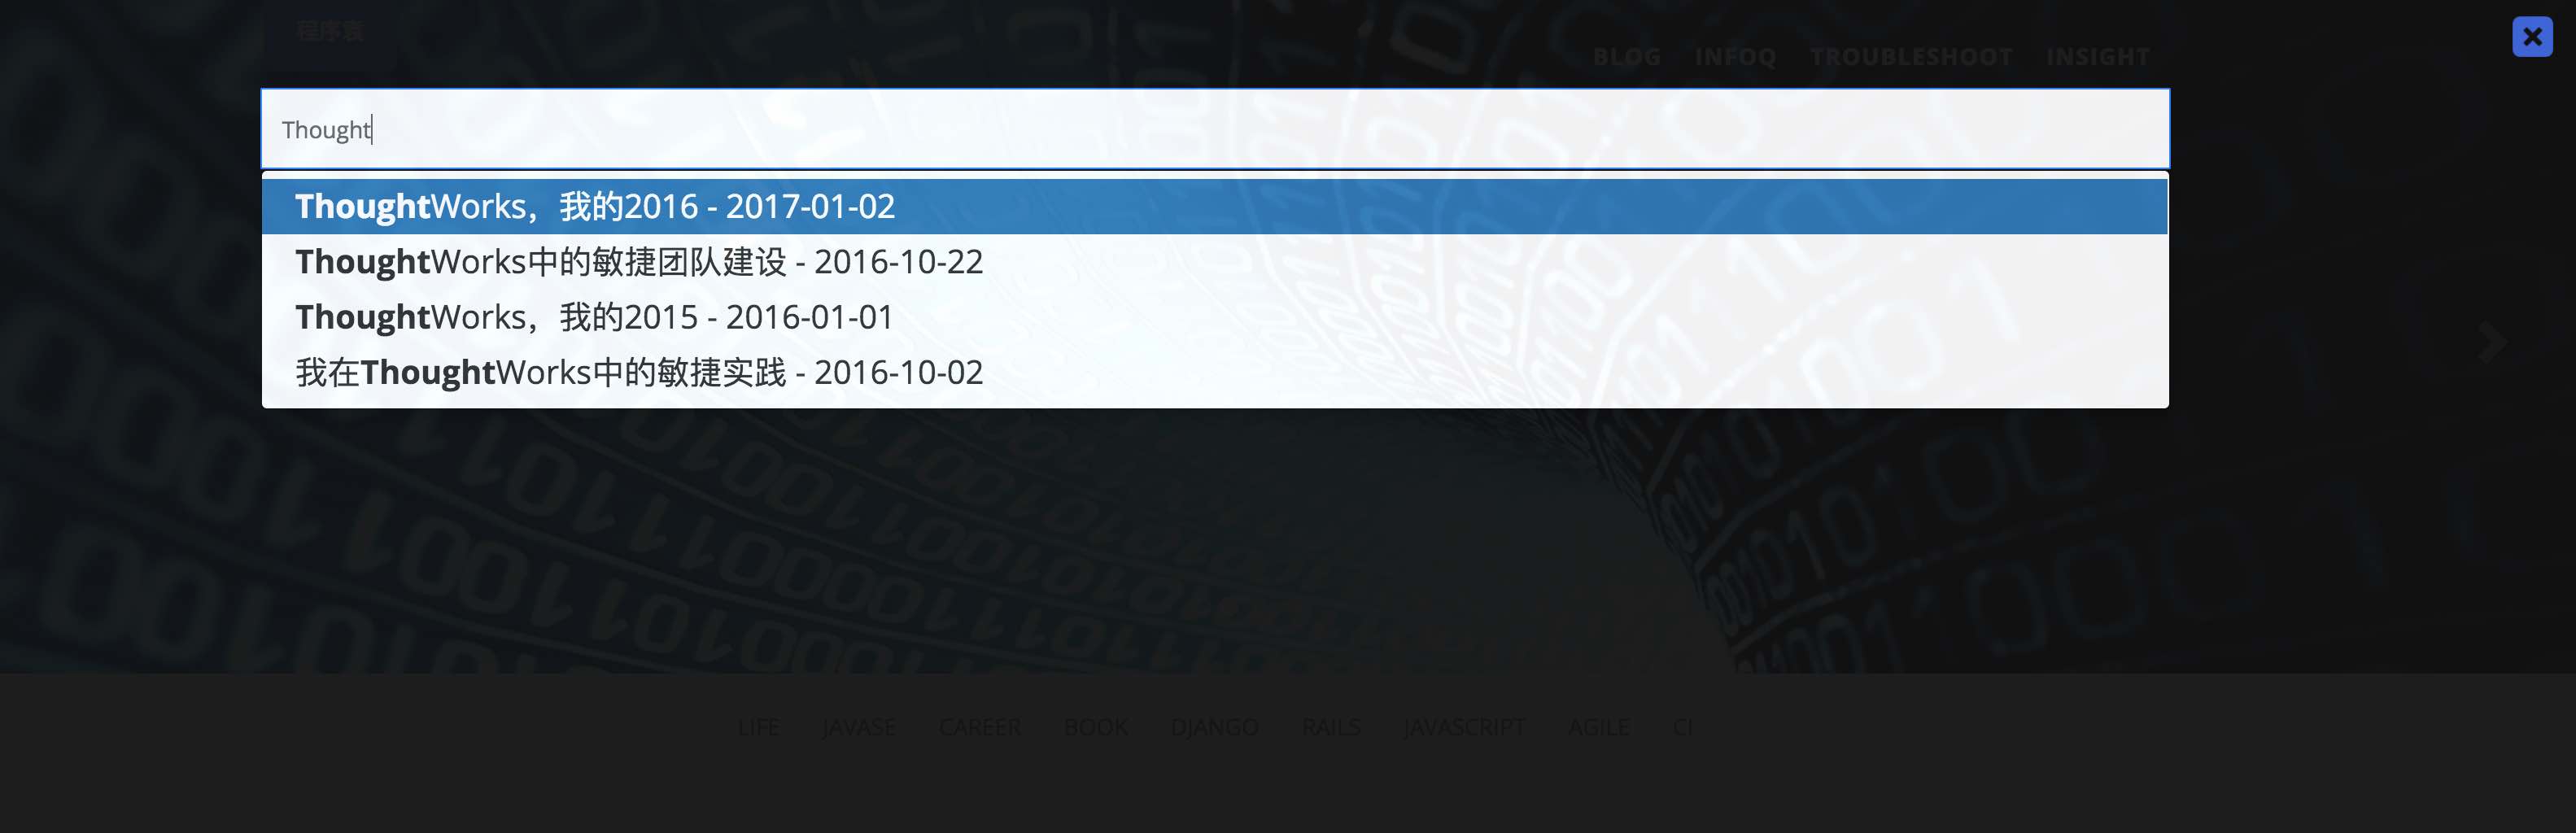 程序袁
BLOG INFOQ TROUBLESHOOT INSIGHT
Thought
ThoughtWorks，我的2016 - 2017-01-02
ThoughtWorks中的敏捷团队建设 - 2016-10-22
ThoughtWorks，我的2015 - 2016-01-01
我在ThoughtWorks中的敏捷实践 - 2016-10-02
LIFE JAVASE CAREER BOOK DJANGO RAILS JAVASCRIPT AGILE CI